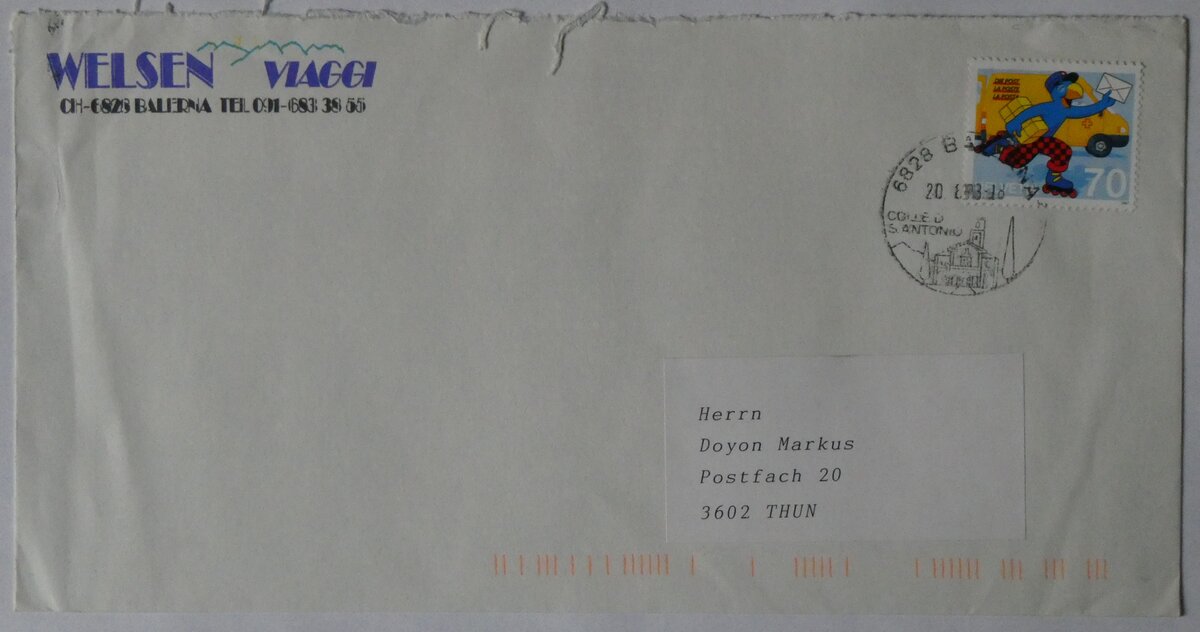 WELSEN VIAGGI
CH-6828 BALERNA TEL 091-683 38 55
DIE POST
LA POSTE
LA POSTA
70
6828
20
COLLE D
S. ANTONIO
Herrn
Doyon Markus
Postfach 20
3602 THUN